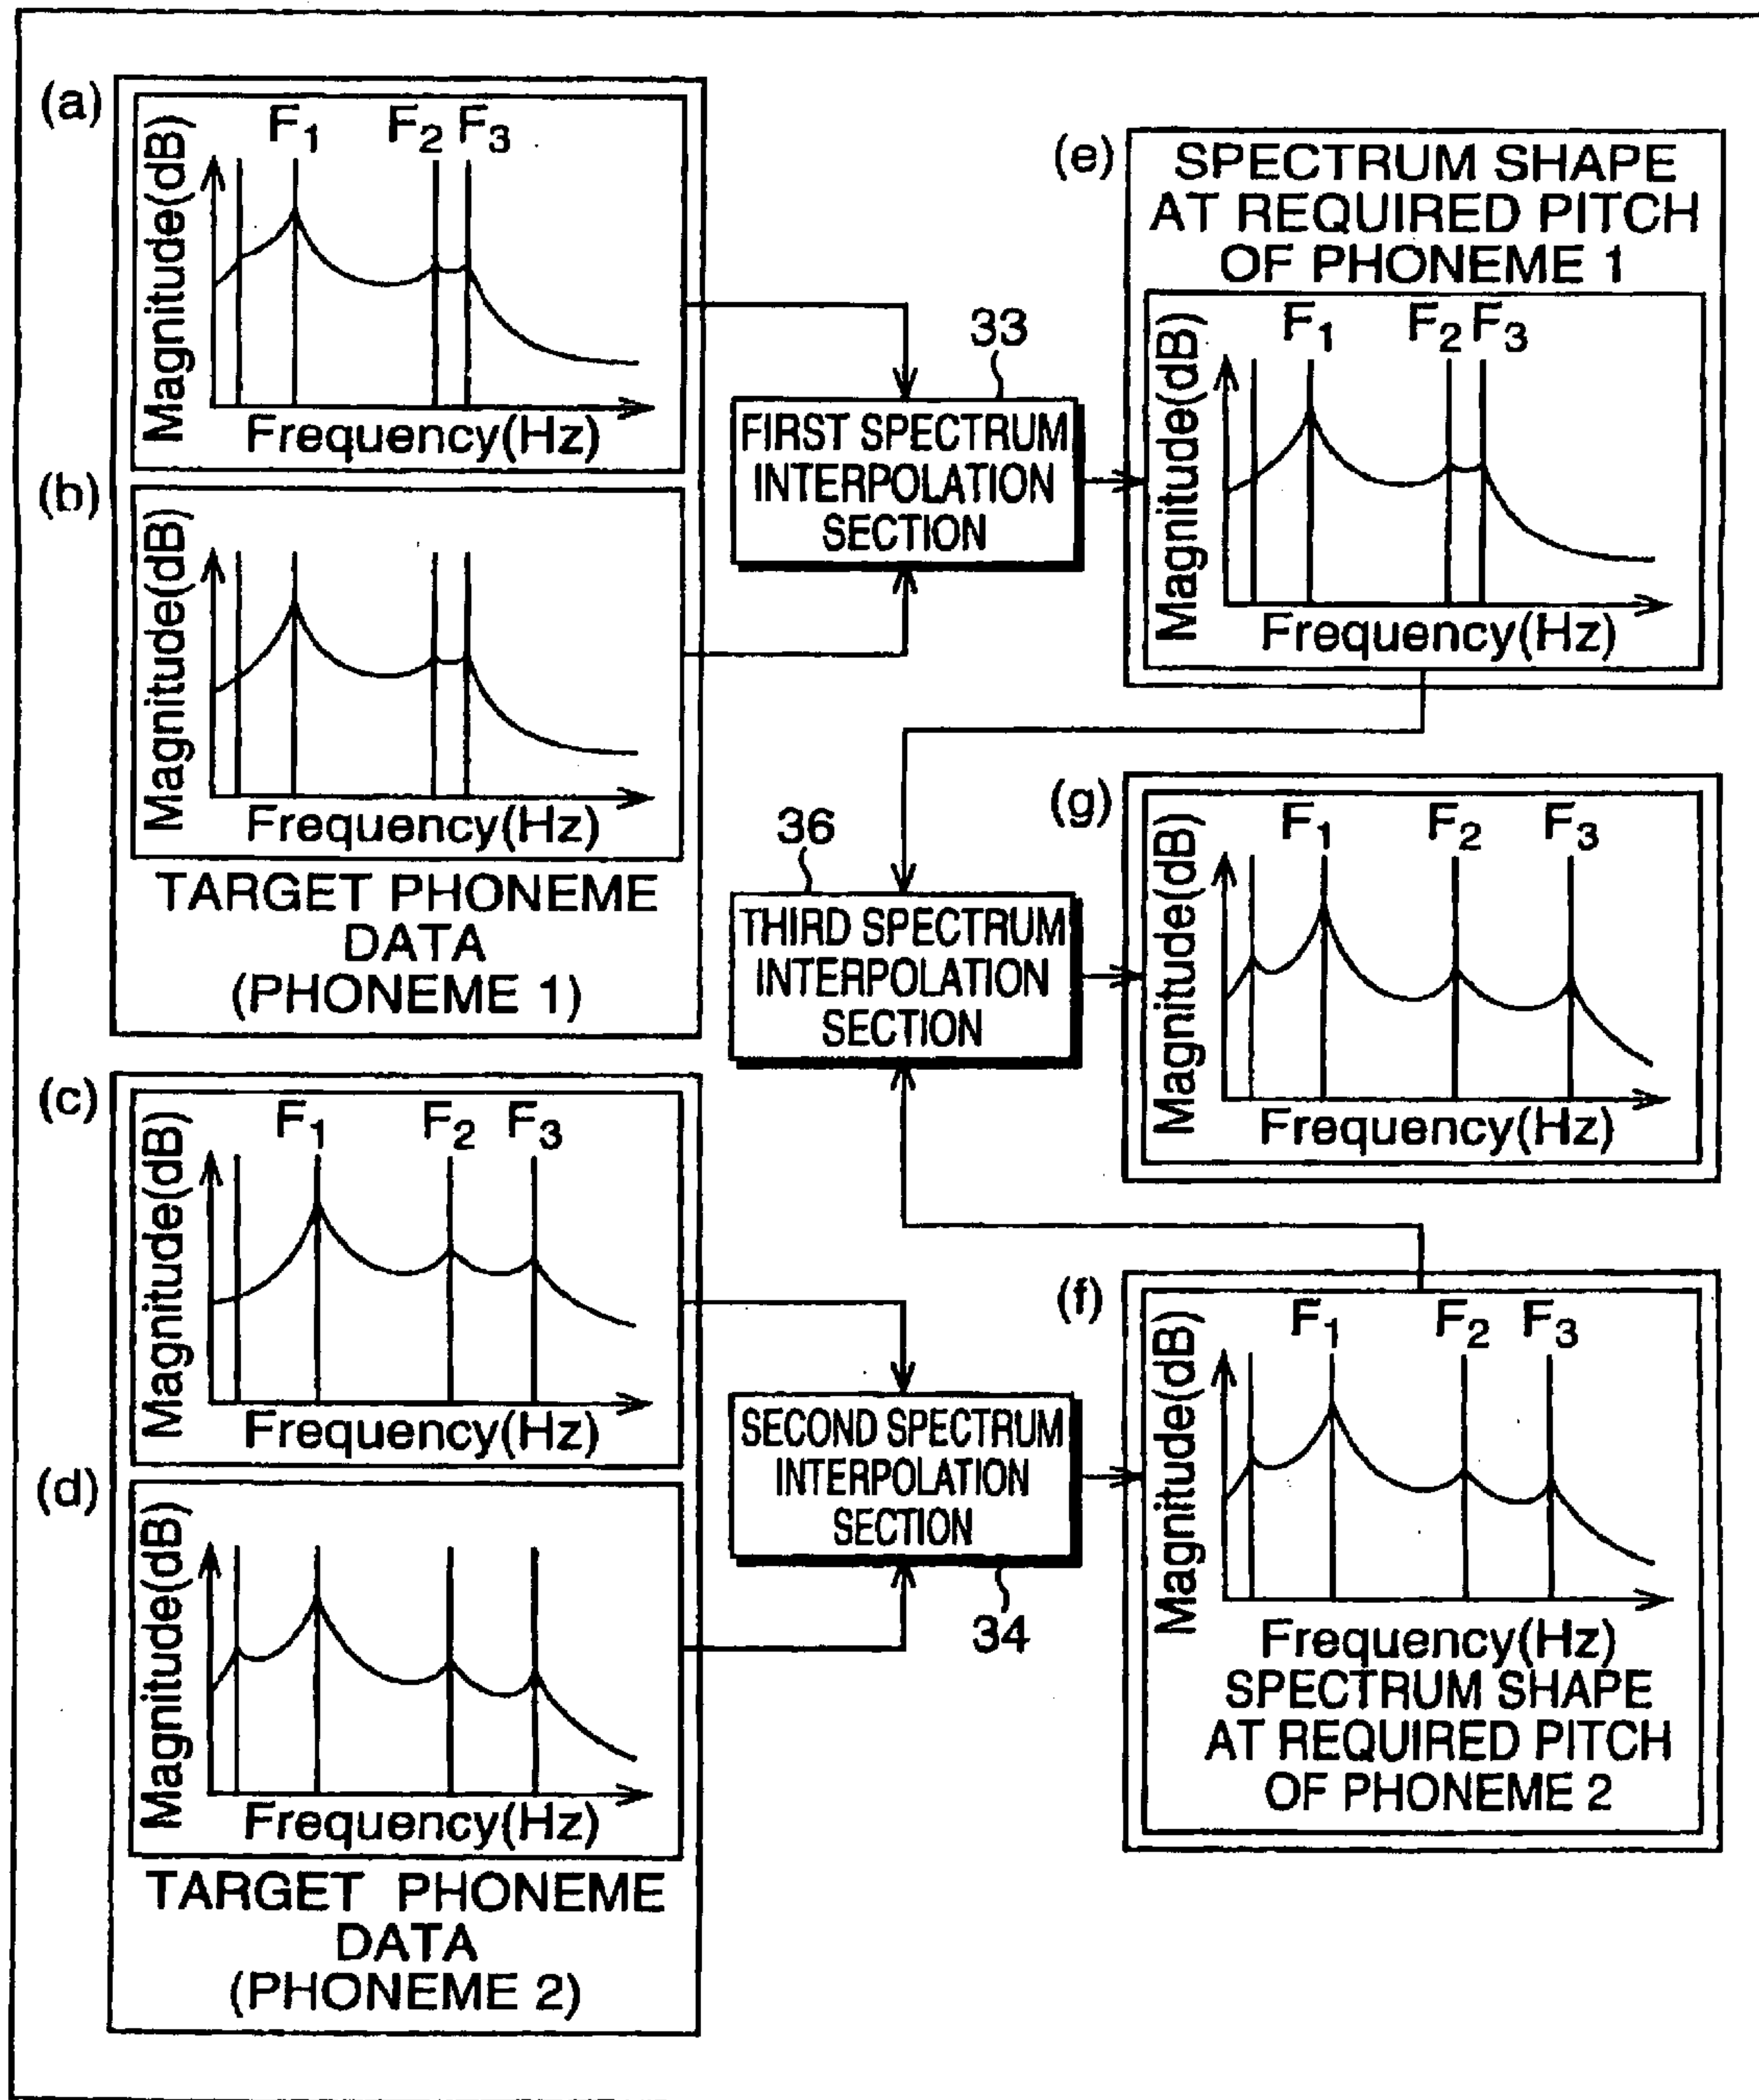 (a)
F1 F2 F3
Magnitude(dB)
Frequency(Hz)
(b)
Magnitude(dB)
Frequency(Hz)
TARGET PHONEME
DATA
(PHONEME 1)
33
FIRST SPECTRUM
INTERPOLATION
SECTION
(e)
SPECTRUM SHAPE
AT REQUIRED PITCH
OF PHONEME 1
F1 F2 F3
Magnitude(dB)
Frequency(Hz)
36
THIRD SPECTRUM
INTERPOLATION
SECTION
(g)
F1 F2 F3
Magnitude(dB)
Frequency(Hz)
(c)
F1 F2 F3
Magnitude(dB)
Frequency(Hz)
(d)
Magnitude(dB)
Frequency(Hz)
TARGET PHONEME
DATA
(PHONEME 2)
SECOND SPECTRUM
INTERPOLATION
SECTION
34
(f)
F1 F2 F3
Magnitude(dB)
Frequency(Hz)
SPECTRUM SHAPE
AT REQUIRED PITCH
OF PHONEME 2